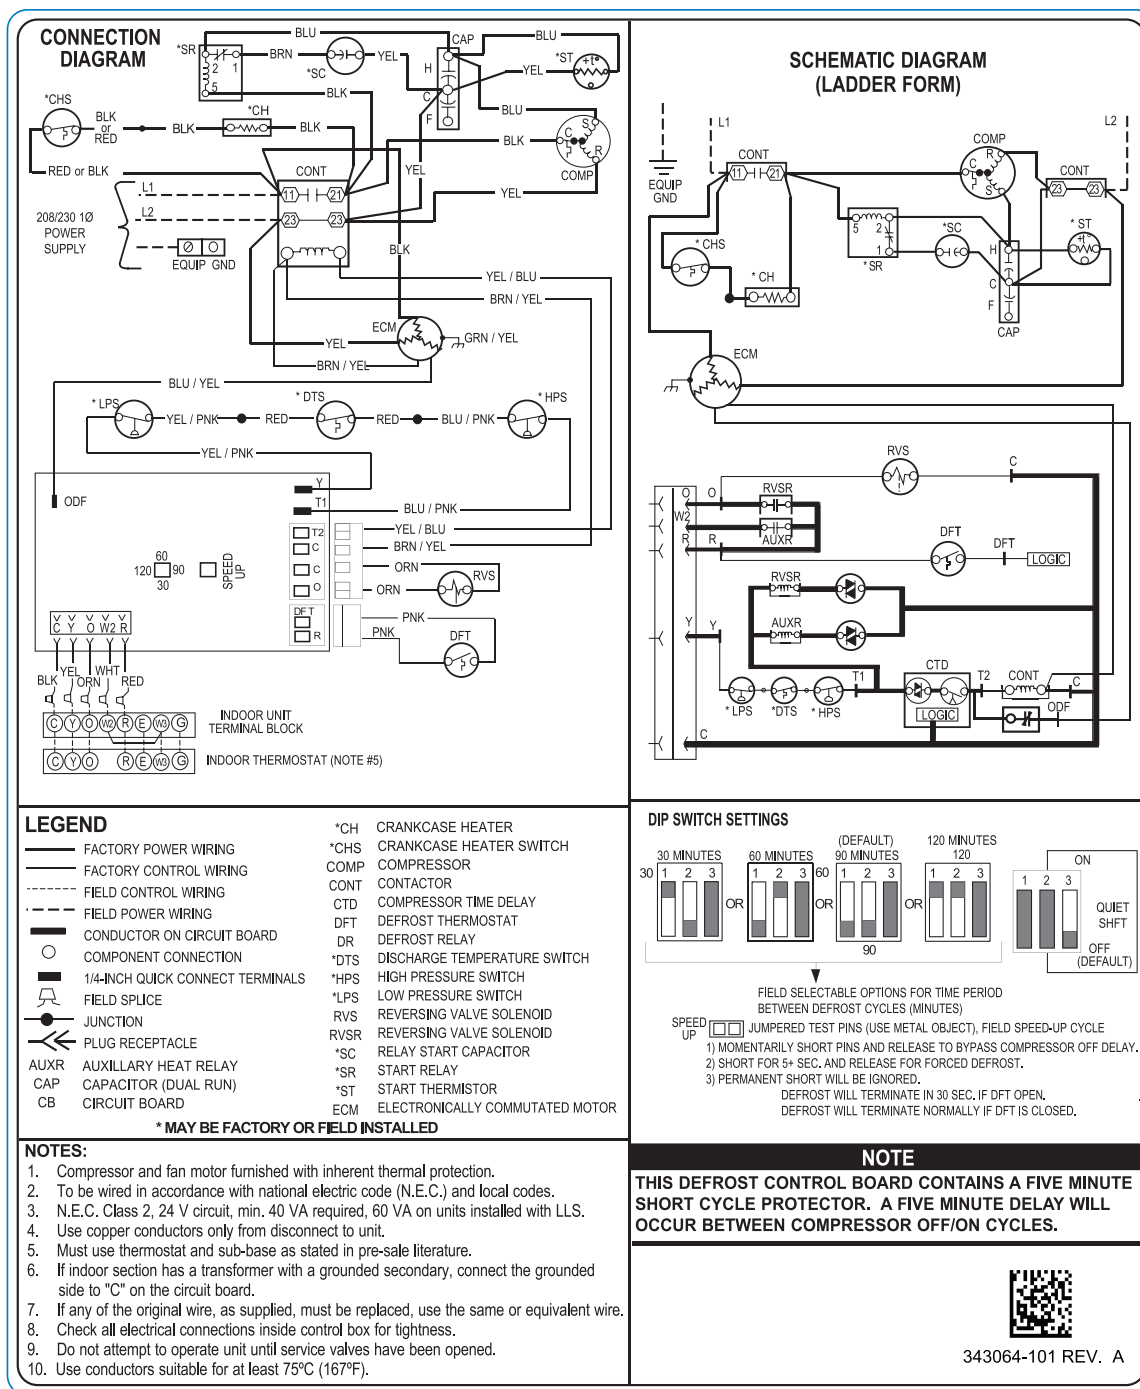 CONNECTION
DIAGRAM
*SR
2 1
5
BLU
BRN
*SC
YEL
BLK
CAP
H
C
F
BLU
*ST
+t°
YEL
BLU
*CHS
BLK
or
RED
BLK
*CH
BLK
BLK
S
C
R
COMP
RED or BLK
CONT
YEL
YEL
11
21
23
23
L1
L2
208/230 1Ø
POWER
SUPPLY
EQUIP GND
BLK
YEL / BLU
BRN / YEL
ECM
GRN / YEL
YEL
BRN / YEL
BLU / YEL
* LPS
YEL / PNK
RED
* DTS
RED
BLU / PNK
* HPS
YEL / PNK
ODF
Y
T1
BLU / PNK
T2
YEL / BLU
C
BRN / YEL
C
ORN
O
ORN
RVS
60
120
90
30
SPEED
UP
DFT
R
PNK
PNK
DFT
C Y O W2 R
BLK
YEL
ORN
WHT
RED
C Y O W2 R E W3 G
INDOOR UNIT
TERMINAL BLOCK
C Y O R E W3 G
INDOOR THERMOSTAT (NOTE #5)
SCHEMATIC DIAGRAM
(LADDER FORM)
L1
L2
EQUIP
GND
CONT
11
21
COMP
R
C
S
CONT
23
23
* CHS
* CH
5 2
1
*SR
*SC
H
C
F
CAP
* ST
+t°
ECM
RVS
C
O
O
RVSR
W2
AUXR
R
R
DFT
DFT
LOGIC
RVSR
AUXR
Y
Y
* LPS
*DTS
* HPS
T1
CTD
LOGIC
T2
CONT
C
ODF
C
LEGEND
FACTORY POWER WIRING
FACTORY CONTROL WIRING
FIELD CONTROL WIRING
FIELD POWER WIRING
CONDUCTOR ON CIRCUIT BOARD
COMPONENT CONNECTION
1/4-INCH QUICK CONNECT TERMINALS
FIELD SPLICE
JUNCTION
PLUG RECEPTACLE
AUXR AUXILLARY HEAT RELAY
CAP CAPACITOR (DUAL RUN)
CB CIRCUIT BOARD
*CH CRANKCASE HEATER
*CHS CRANKCASE HEATER SWITCH
COMP COMPRESSOR
CONT CONTACTOR
CTD COMPRESSOR TIME DELAY
DFT DEFROST THERMOSTAT
DR DEFROST RELAY
*DTS DISCHARGE TEMPERATURE SWITCH
*HPS HIGH PRESSURE SWITCH
*LPS LOW PRESSURE SWITCH
RVS REVERSING VALVE SOLENOID
RVSR REVERSING VALVE SOLENOID
*SC RELAY START CAPACITOR
*SR START RELAY
*ST START THERMISTOR
ECM ELECTRONICALLY COMMUTATED MOTOR
* MAY BE FACTORY OR FIELD INSTALLED
DIP SWITCH SETTINGS
30 MINUTES
30 1 2 3
OR
60 MINUTES
1 2 3 60
OR
(DEFAULT)
90 MINUTES
1 2 3
90
OR
120 MINUTES
120
1 2 3
ON
1 2 3
QUIET
SHFT
OFF
(DEFAULT)
FIELD SELECTABLE OPTIONS FOR TIME PERIOD
BETWEEN DEFROST CYCLES (MINUTES)
SPEED
UP
JUMPERED TEST PINS (USE METAL OBJECT), FIELD SPEED-UP CYCLE
1) MOMENTARILY SHORT PINS AND RELEASE TO BYPASS COMPRESSOR OFF DELAY.
2) SHORT FOR 5+ SEC. AND RELEASE FOR FORCED DEFROST.
3) PERMANENT SHORT WILL BE IGNORED.
DEFROST WILL TERMINATE IN 30 SEC. IF DFT OPEN.
DEFROST WILL TERMINATE NORMALLY IF DFT IS CLOSED.
NOTES:
1. Compressor and fan motor furnished with inherent thermal protection.
2. To be wired in accordance with national electric code (N.E.C.) and local codes.
3. N.E.C. Class 2, 24 V circuit, min. 40 VA required, 60 VA on units installed with LLS.
4. Use copper conductors only from disconnect to unit.
5. Must use thermostat and sub-base as stated in pre-sale literature.
6. If indoor section has a transformer with a grounded secondary, connect the grounded
side to "C" on the circuit board.
7. If any of the original wire, as supplied, must be replaced, use the same or equivalent wire.
8. Check all electrical connections inside control box for tightness.
9. Do not attempt to operate unit until service valves have been opened.
10. Use conductors suitable for at least 75ºC (167ºF).
NOTE
THIS DEFROST CONTROL BOARD CONTAINS A FIVE MINUTE
SHORT CYCLE PROTECTOR. A FIVE MINUTE DELAY WILL
OCCUR BETWEEN COMPRESSOR OFF/ON CYCLES.
343064-101 REV. A